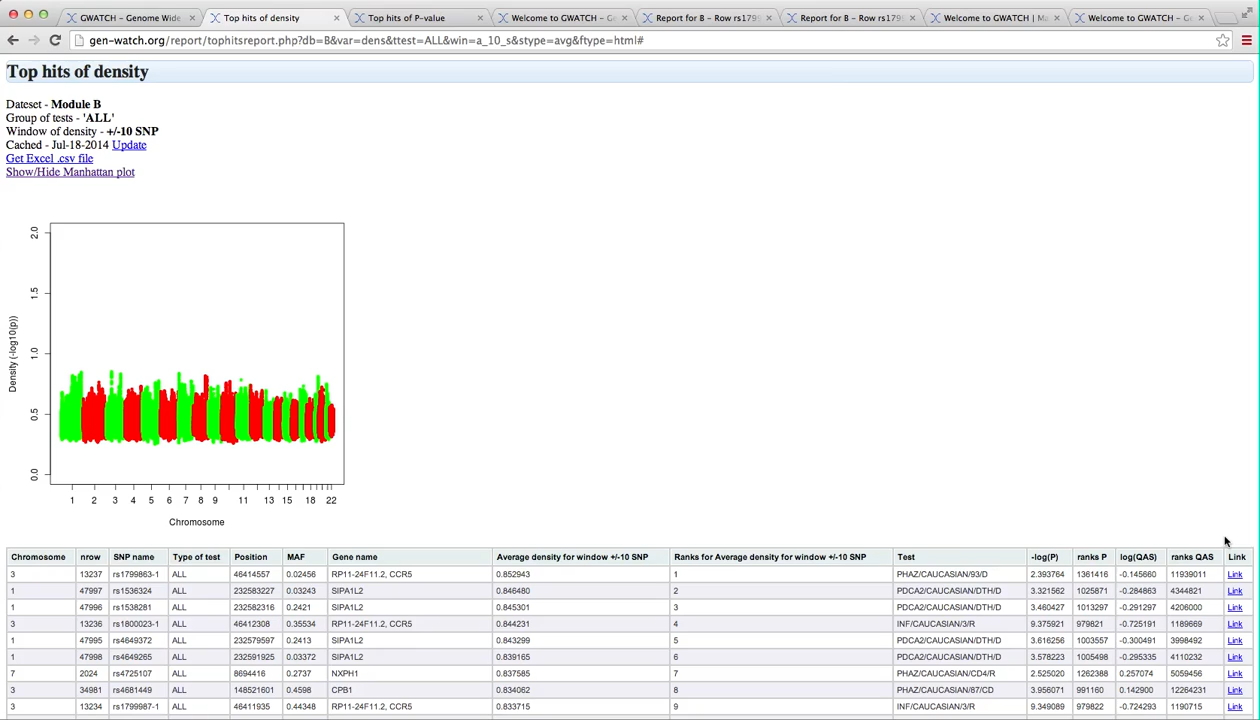 GWATCH - Genome Wide
Top hits of density
Top hits of P-value
Welcome to GWATCH - G
Report for B - Row rs179
Report for B - Row rs179
Welcome to GWATCH | M
Welcome to GWATCH - G
gen-watch.org/report/tophitsreport.php?db=B&var=dens&ttest=ALL&win=a_10_s&stype=avg&ftype=html#
Top hits of density
Dateset - Module B
Group of tests - 'ALL'
Window of density - +/-10 SNP
Cached - Jul-18-2014 Update
Get Excel .csv file
Show/Hide Manhattan plot
Density (-log10(p))
2.0
1.5
1.0
0.5
0.0
1 2 3 4 5 6 7 8 9 11 13 15 18 22
Chromosome
Chromosome nrow SNP name Type of test Position MAF Gene name Average density for window +/-10 SNP Ranks for Average density for window +/-10 SNP Test -log(P) ranks P log(QAS) ranks QAS Link
3 13237 rs1799863-1 ALL 46414557 0.02456 RP11-24F11.2, CCR5 0.852943 1 PHAZ/CAUCASIAN/93/D 2.393764 1361416 -0.145660 11939011 Link
1 47997 rs1536324 ALL 232583227 0.03243 SIPA1L2 0.846480 2 PDCA2/CAUCASIAN/DTH/D 3.321562 1025871 -0.284863 4344821 Link
1 47996 rs1538281 ALL 232582316 0.2421 SIPA1L2 0.845301 3 PDCA2/CAUCASIAN/DTH/D 3.460427 1013297 -0.291297 4206000 Link
3 13236 rs1800023-1 ALL 46412308 0.35534 RP11-24F11.2, CCR5 0.844231 4 INF/CAUCASIAN/3/R 9.375921 979821 -0.725191 1189669 Link
1 47995 rs4649372 ALL 232579597 0.2413 SIPA1L2 0.843299 5 PDCA2/CAUCASIAN/DTH/D 3.616256 1003557 -0.300491 3998492 Link
1 47998 rs4649265 ALL 232591925 0.03372 SIPA1L2 0.839165 6 PDCA2/CAUCASIAN/DTH/D 3.578223 1005498 -0.295335 4110232 Link
7 2024 rs4725107 ALL 8694416 0.2737 NXPH1 0.837585 7 PDCA2/CAUCASIAN/CD4/R 2.525020 1262388 0.257074 5059456 Link
3 34981 rs4681449 ALL 148521601 0.4598 CPB1 0.834062 8 PHAZ/CAUCASIAN/87/CD 3.956071 991160 0.142900 12264231 Link
3 13234 rs1799987-1 ALL 46411935 0.44348 RP11-24F11.2, CCR5 0.833715 9 INF/CAUCASIAN/3/R 9.349089 979822 -0.724293 1190715 Link